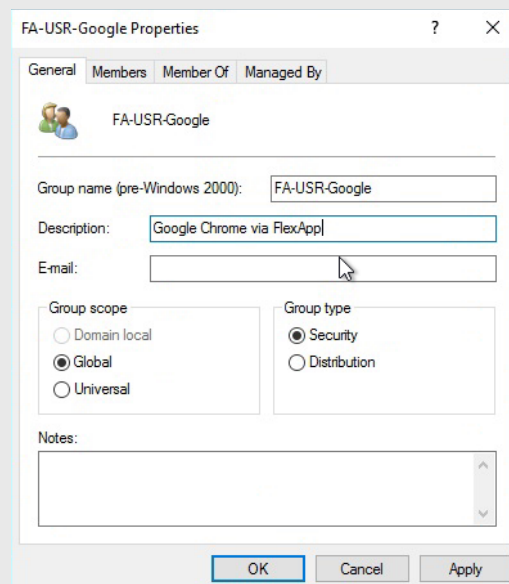 FA-USR-Google Properties ? ×
General Members Member Of Managed By
FA-USR-Google
Group name (pre-Windows 2000): FA-USR-Google
Description: Google Chrome via FlexApp
E-mail:
Group scope Group type
Domain local Security
Global Distribution
Universal
Notes:
OK Cancel Apply